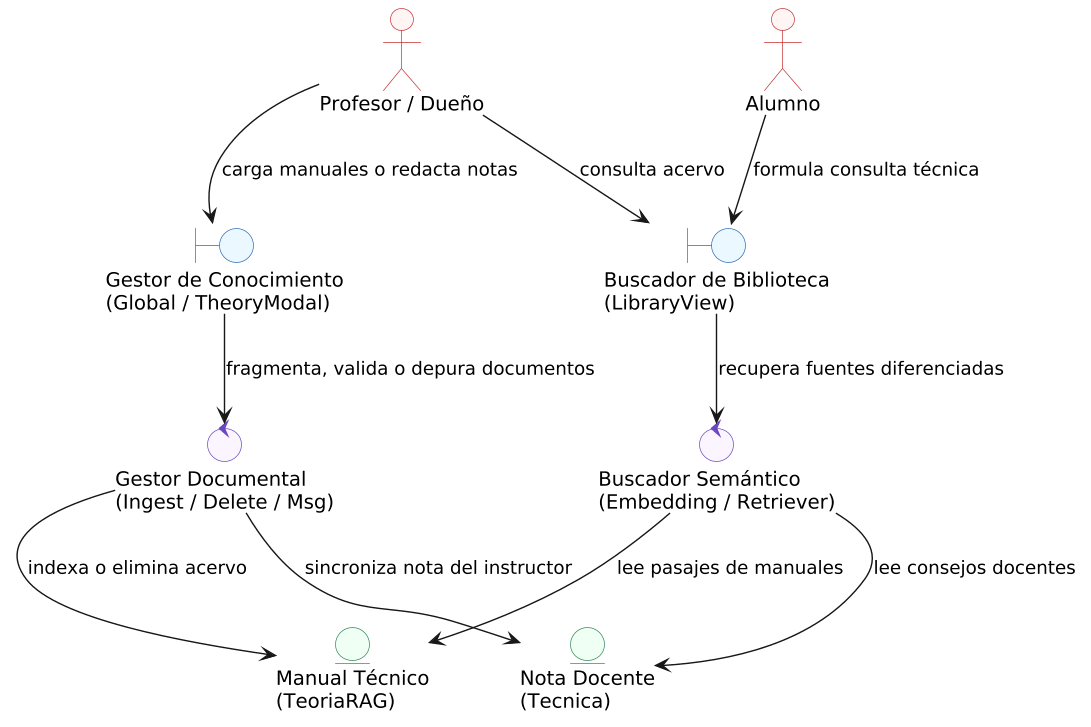 Profesor / Dueño
Alumno
carga manuales o redacta notas
consulta acervo
formula consulta técnica
Gestor de Conocimiento
(Global / TheoryModal)
Buscador de Biblioteca
(LibraryView)
fragmenta, valida o depura documentos
recupera fuentes diferenciadas
Gestor Documental
(Ingest / Delete / Msg)
Buscador Semántico
(Embedding / Retriever)
indexa o elimina acervo
sincroniza nota del instructor
lee pasajes de manuales
lee consejos docentes
Manual Técnico
(TeoriaRAG)
Nota Docente
(Tecnica)